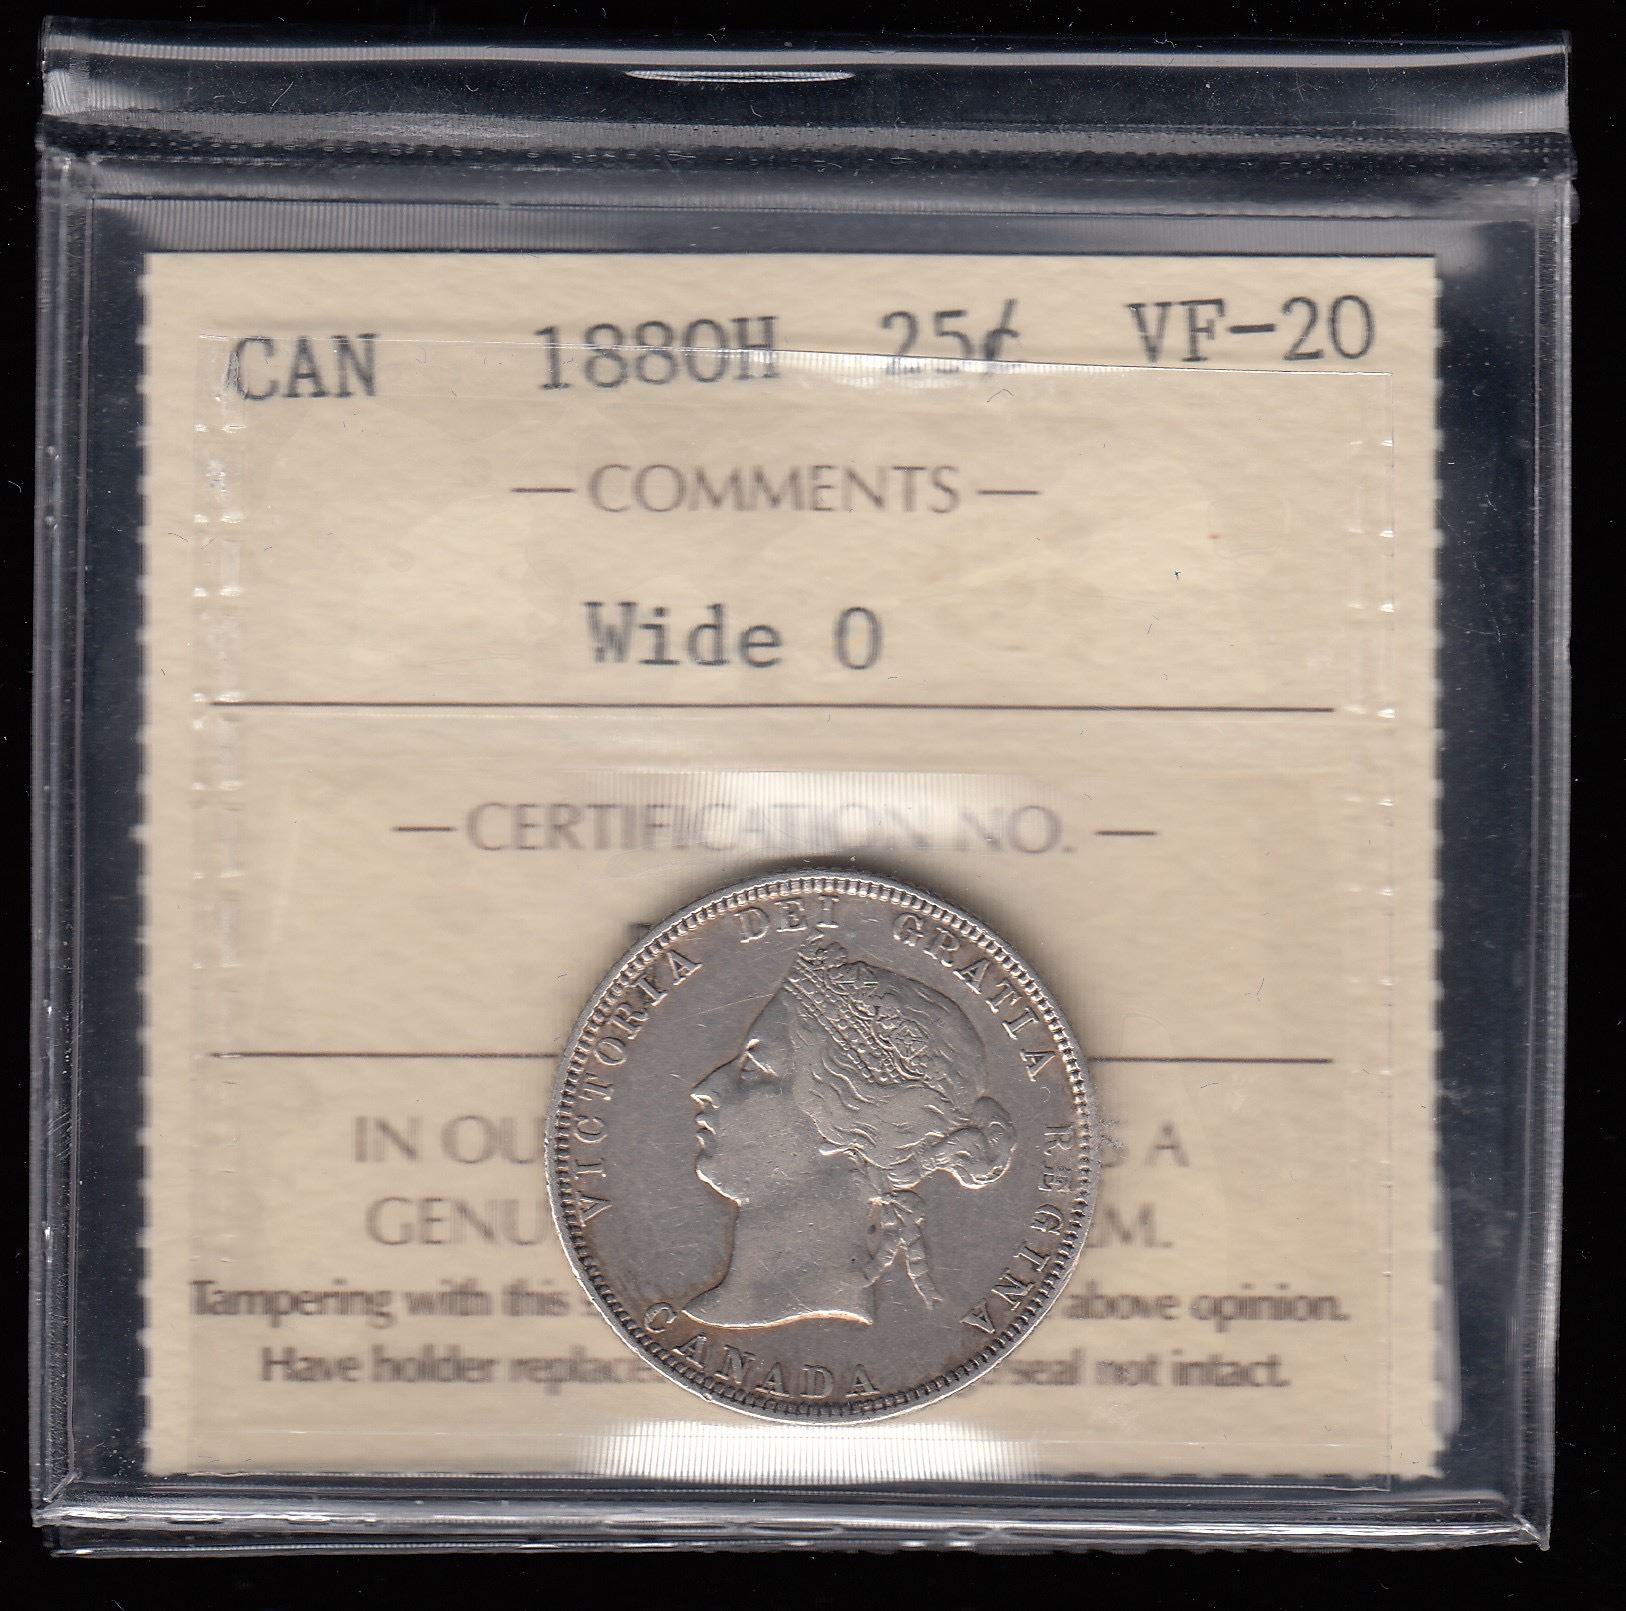 CAN 1880H 25¢ VF-20
— COMMENTS —
Wide 0
— CERTIFICATION NO. —
IN OU A
GENU M.
Tampering with this above opinion.
Have holder replace seal not intact.
VICTORIA DEI GRATIA REGINA
CANADA